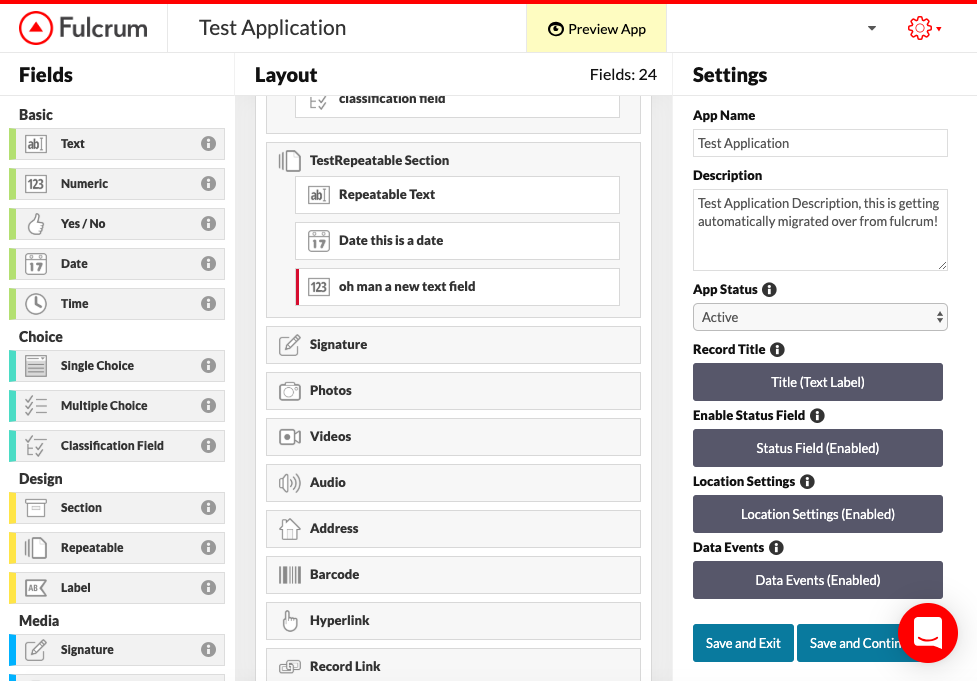 Fulcrum
Test Application
Preview App
Fields
Layout
Fields: 24
Settings
Basic
Text
Numeric
Yes / No
Date
Time
Choice
Single Choice
Multiple Choice
Classification Field
Design
Section
Repeatable
Label
Media
Signature
classification field
TestRepeatable Section
Repeatable Text
Date this is a date
oh man a new text field
Signature
Photos
Videos
Audio
Address
Barcode
Hyperlink
Record Link
App Name
Test Application
Description
Test Application Description, this is getting
automatically migrated over from fulcrum!
App Status
Active
Record Title
Title (Text Label)
Enable Status Field
Status Field (Enabled)
Location Settings
Location Settings (Enabled)
Data Events
Data Events (Enabled)
Save and Exit
Save and Contin